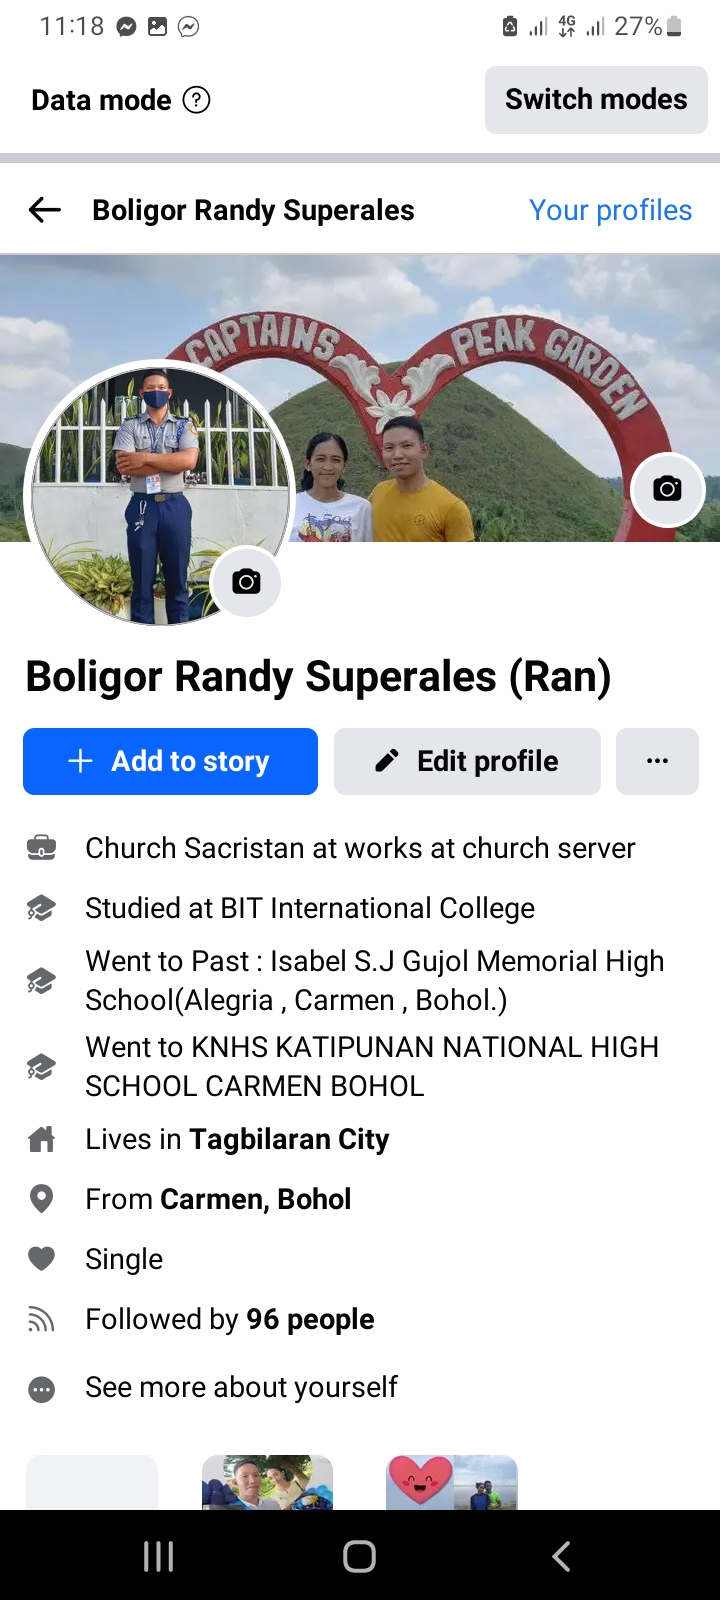 11:18
4G
27%
Data mode ?
Switch modes
Boligor Randy Superales
Your profiles
CAPTAINS PEAK GARDEN
Boligor Randy Superales (Ran)
+ Add to story
Edit profile
...
Church Sacristan at works at church server
Studied at BIT International College
Went to Past : Isabel S.J Gujol Memorial High
School(Alegria , Carmen , Bohol.)
Went to KNHS KATIPUNAN NATIONAL HIGH
SCHOOL CARMEN BOHOL
Lives in Tagbilaran City
From Carmen, Bohol
Single
Followed by 96 people
See more about yourself